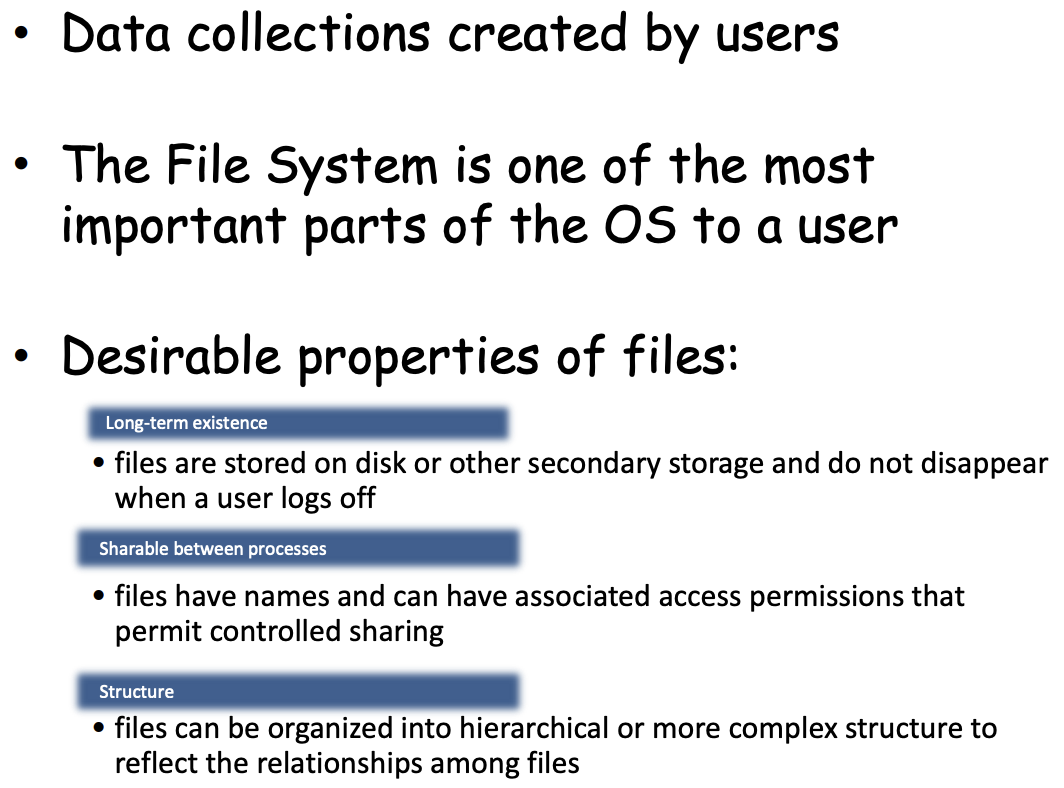 • Data collections created by users
• The File System is one of the most
important parts of the OS to a user
• Desirable properties of files:
Long-term existence
• files are stored on disk or other secondary storage and do not disappear
when a user logs off
Sharable between processes
• files have names and can have associated access permissions that
permit controlled sharing
Structure
• files can be organized into hierarchical or more complex structure to
reflect the relationships among files